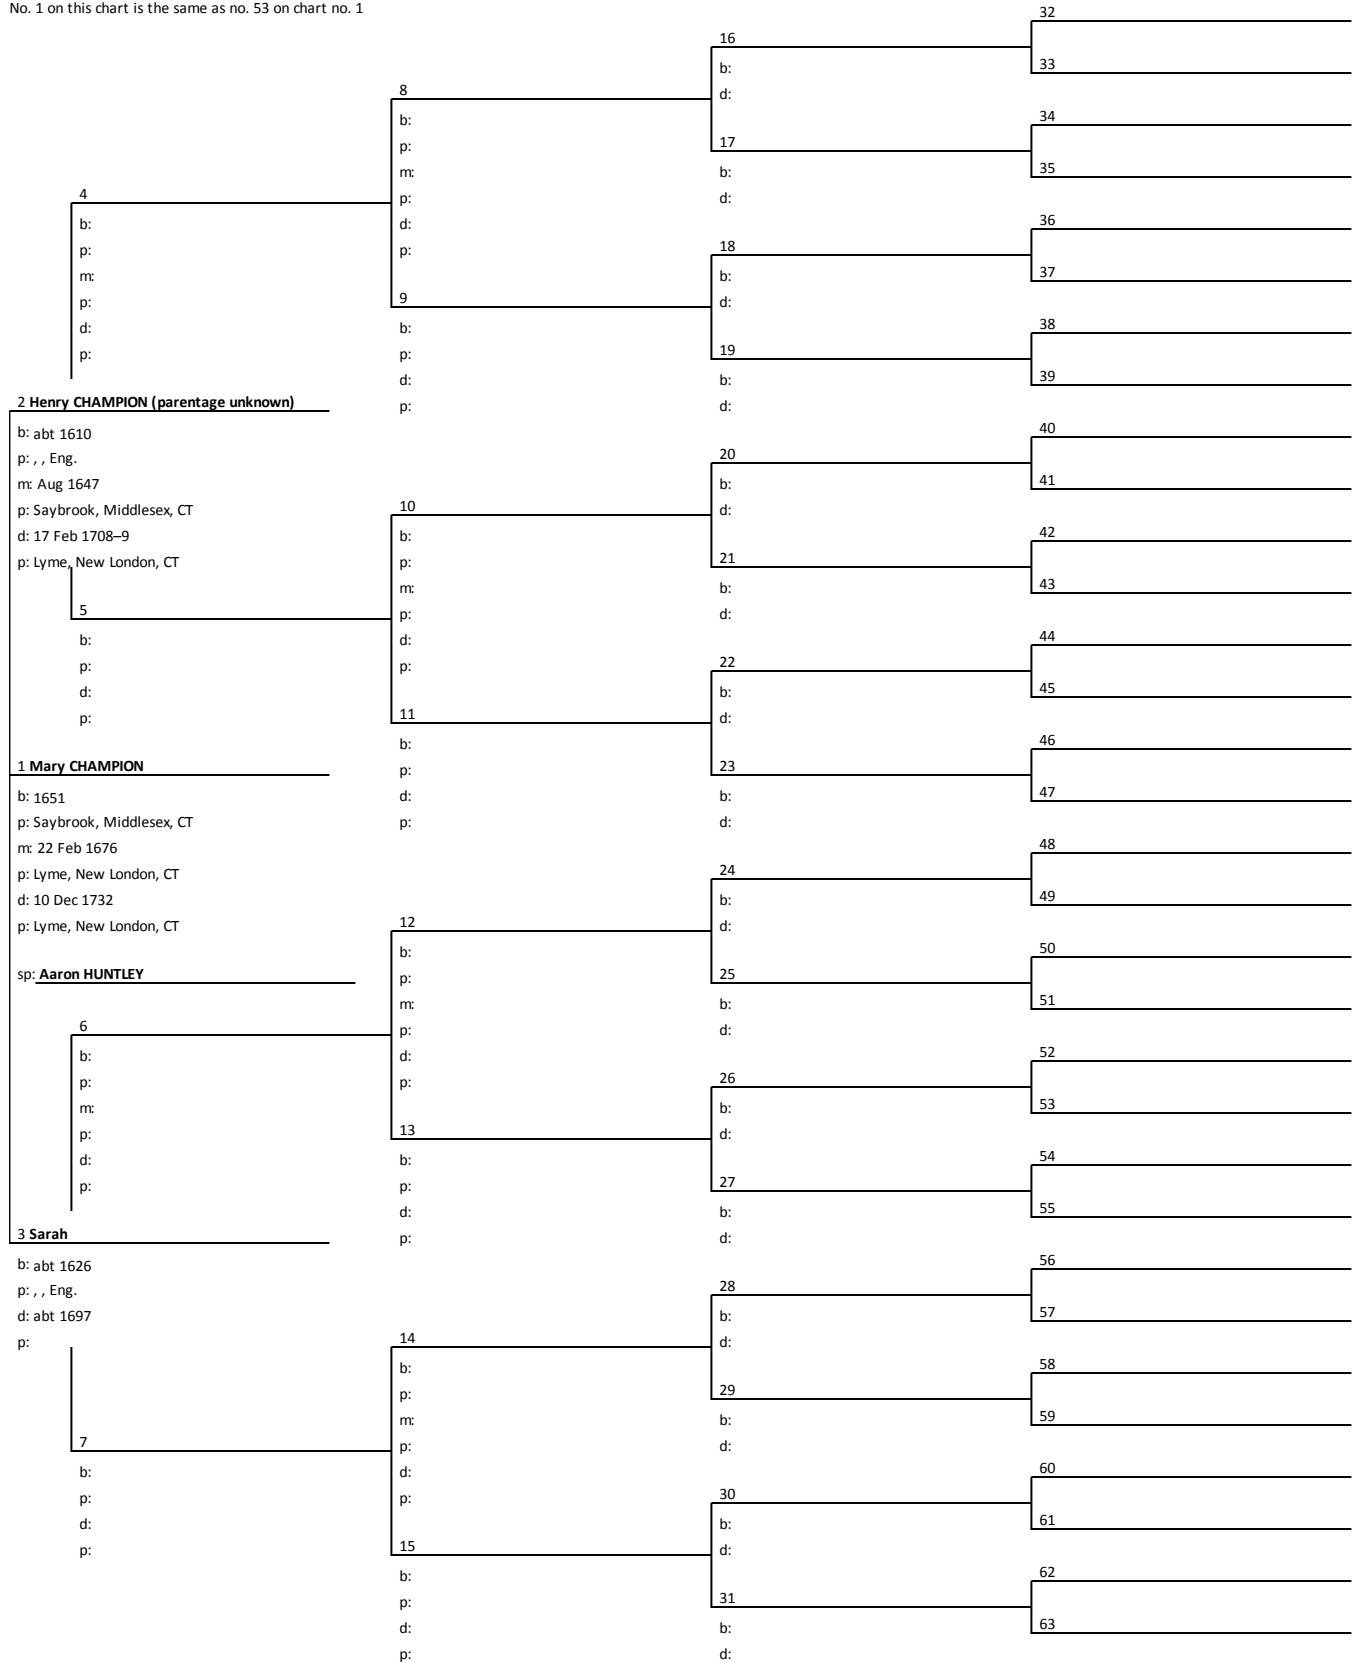 No. 1 on this chart is the same as no. 53 on chart no. 1
4
b:
p:
m:
p:
d:
p:
2 Henry CHAMPION (parentage unknown)
b: abt 1610
p: , , Eng.
m: Aug 1647
p: Saybrook, Middlesex, CT
d: 17 Feb 1708–9
p: Lyme, New London, CT
5
b:
p:
d:
p:
1 Mary CHAMPION
b: 1651
p: Saybrook, Middlesex, CT
m: 22 Feb 1676
p: Lyme, New London, CT
d: 10 Dec 1732
p: Lyme, New London, CT
sp: Aaron HUNTLEY
6
b:
p:
m:
p:
d:
p:
3 Sarah
b: abt 1626
p: , , Eng.
d: abt 1697
p:
7
b:
p:
d:
p:
8
b:
p:
m:
p:
d:
p:
9
b:
p:
d:
p:
10
b:
p:
m:
p:
d:
p:
11
b:
p:
d:
p:
12
b:
p:
m:
p:
d:
p:
13
b:
p:
d:
p:
14
b:
p:
m:
p:
d:
p:
15
b:
p:
d:
p:
16
b:
d:
17
b:
d:
18
b:
d:
19
b:
d:
20
b:
d:
21
b:
d:
22
b:
d:
23
b:
d:
24
b:
d:
25
b:
d:
26
b:
d:
27
b:
d:
28
b:
d:
29
b:
d:
30
b:
d:
31
b:
d:
32
33
34
35
36
37
38
39
40
41
42
43
44
45
46
47
48
49
50
51
52
53
54
55
56
57
58
59
60
61
62
63